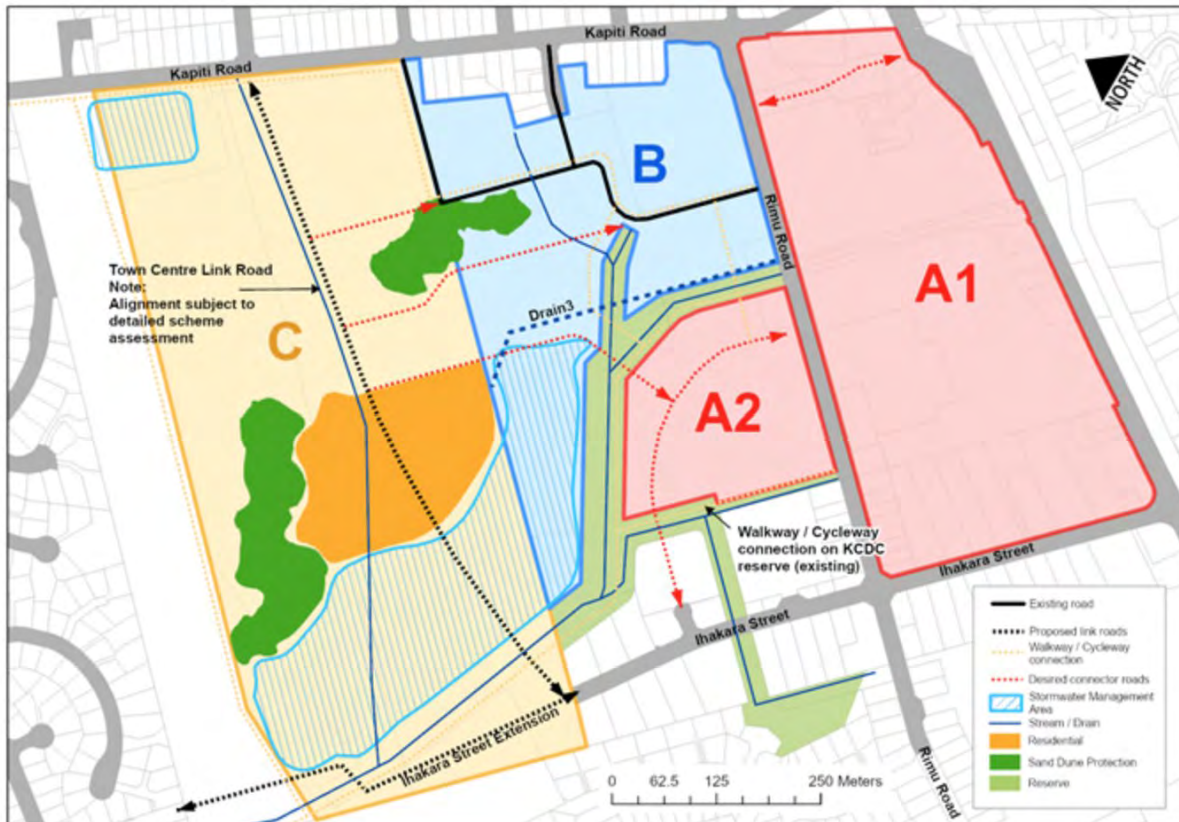 Kapiti Road
Kapiti Road
NORTH
B
Rimu Road
A1
Town Centre Link Road
Note:
Alignment subject to
detailed scheme
assessment
C
Drain3
A2
Walkway / Cycleway
connection on KCDC
reserve (existing)
Ihakara Street
Ihakara Street
Ihakara Street Extension
Rimu Road
Existing road
Proposed link roads
Walkway / Cycleway
connection
Desired connector roads
Stormwater Management
Area
Stream / Drain
Residential
Sand Dune Protection
Reserve
0 62.5 125 250 Meters